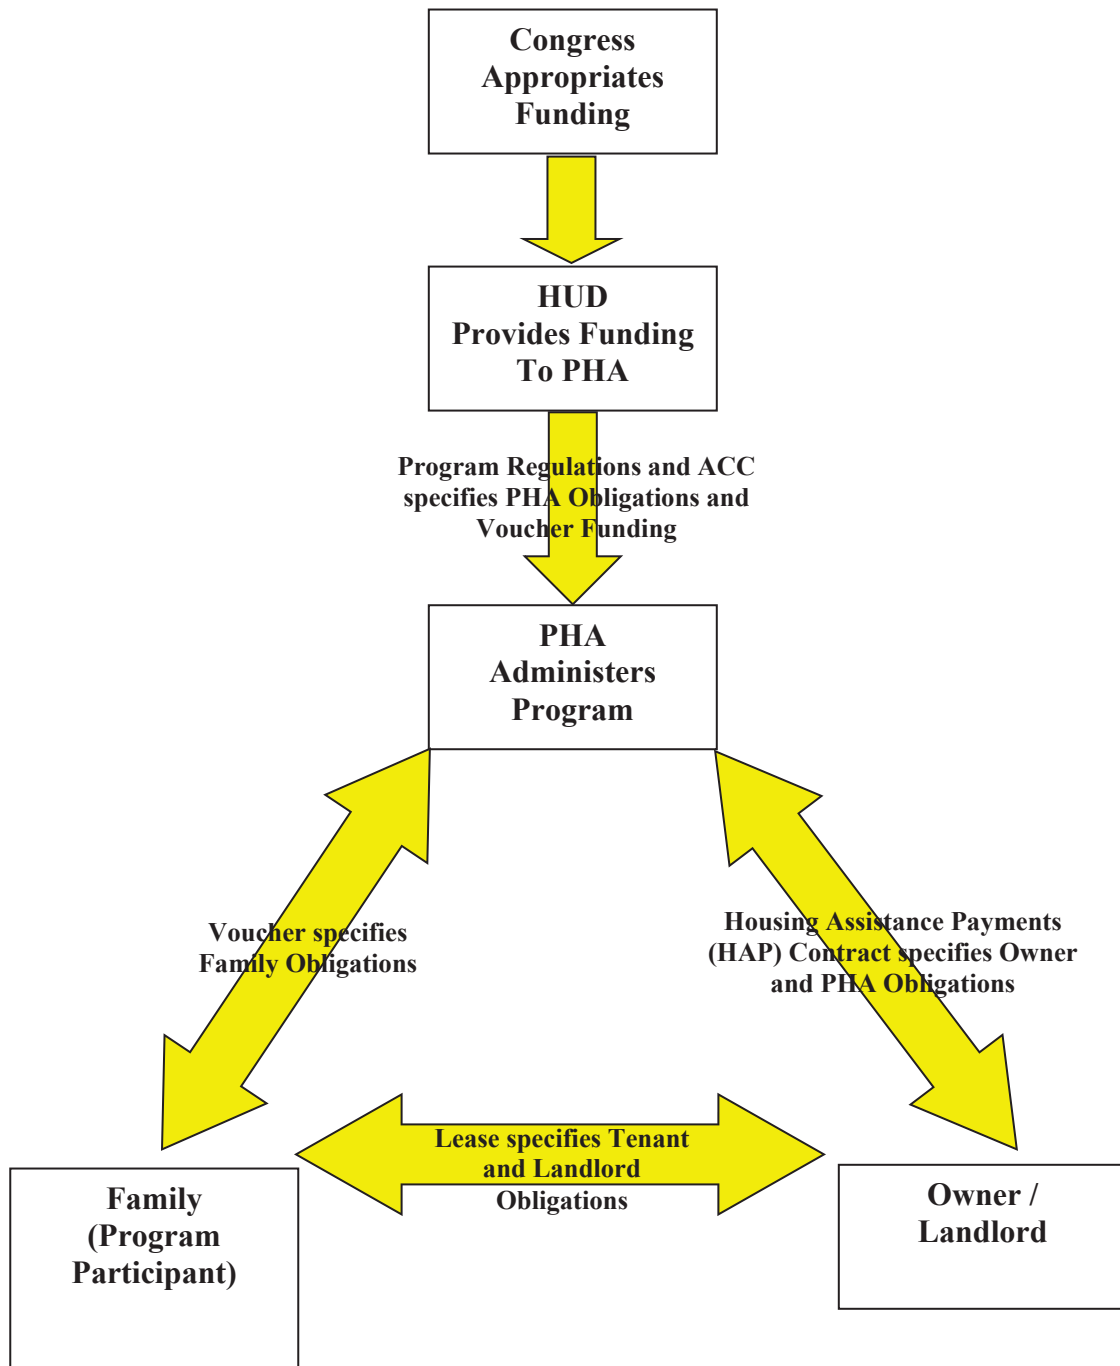 Congress
Appropriates
Funding
HUD
Provides Funding
To PHA
Program Regulations and ACC
specifies PHA Obligations and
Voucher Funding
PHA
Administers
Program
Voucher specifies
Family Obligations
Housing Assistance Payments
(HAP) Contract specifies Owner
and PHA Obligations
Lease specifies Tenant
and Landlord
Obligations
Family
(Program
Participant)
Owner /
Landlord